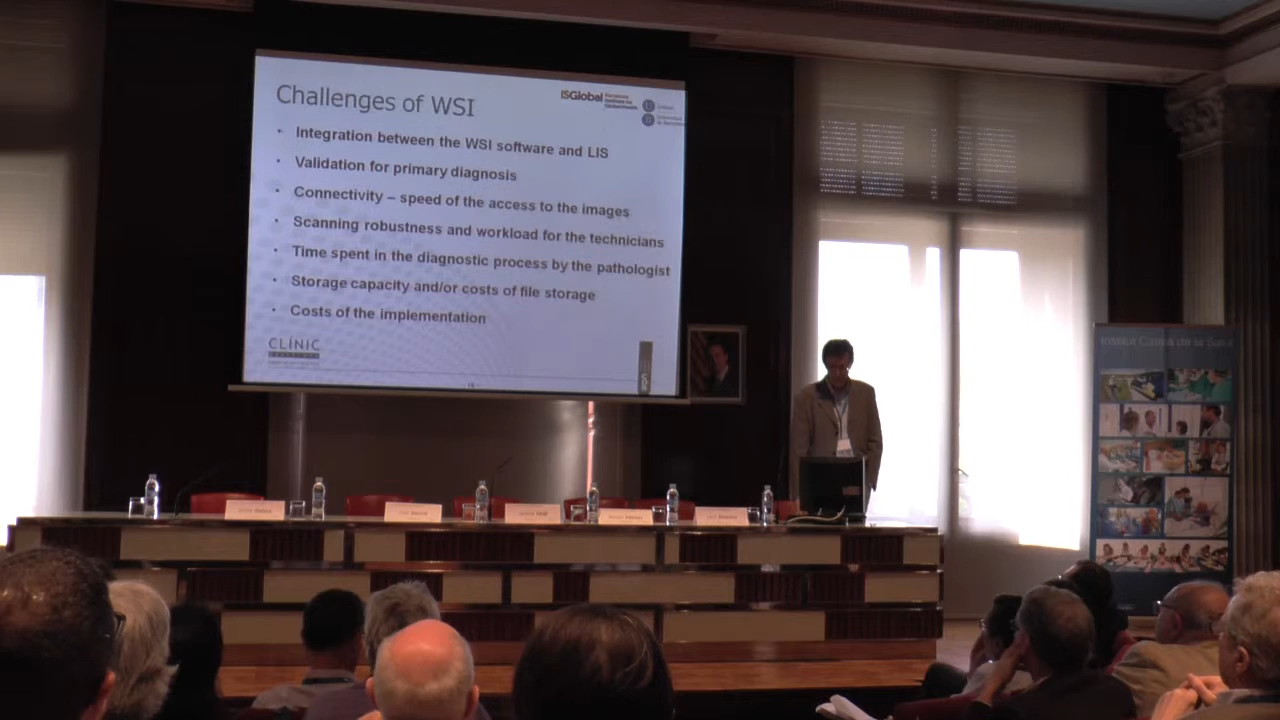 Challenges of WSI
ISGlobal
Integration between the WSI software and LIS
Validation for primary diagnosis
Connectivity – speed of the access to the images
Scanning robustness and workload for the technicians
Time spent in the diagnostic process by the pathologist
Storage capacity and/or costs of file storage
Costs of the implementation
CLÍNIC